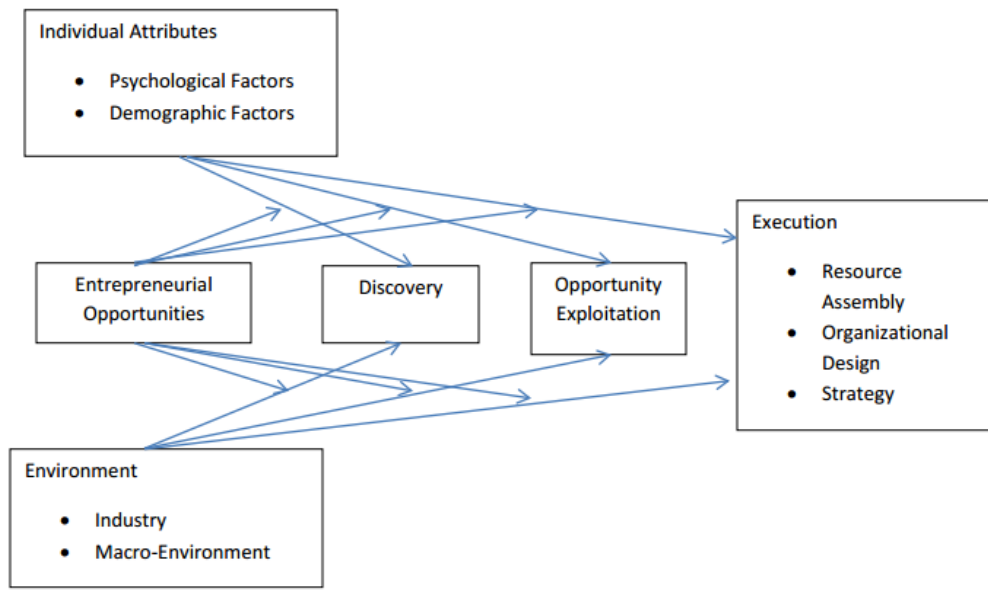 Individual Attributes
• Psychological Factors
• Demographic Factors
Entrepreneurial
Opportunities
Discovery
Opportunity
Exploitation
Execution
• Resource
Assembly
• Organizational
Design
• Strategy
Environment
• Industry
• Macro-Environment